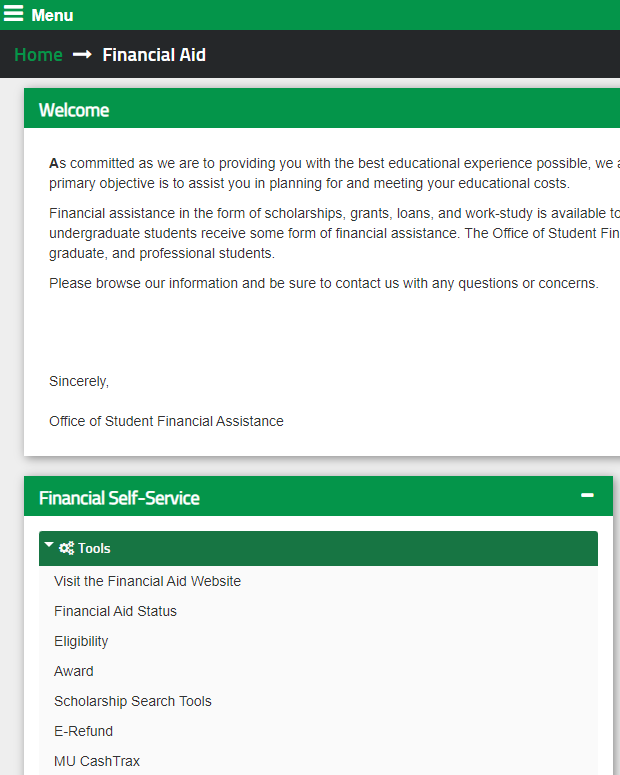 Menu
Home → Financial Aid
Welcome
As committed as we are to providing you with the best educational experience possible, we
primary objective is to assist you in planning for and meeting your educational costs.
Financial assistance in the form of scholarships, grants, loans, and work-study is available to
undergraduate students receive some form of financial assistance. The Office of Student Fin
graduate, and professional students.
Please browse our information and be sure to contact us with any questions or concerns.
Sincerely,
Office of Student Financial Assistance
Financial Self-Service
Tools
Visit the Financial Aid Website
Financial Aid Status
Eligibility
Award
Scholarship Search Tools
E-Refund
MU CashTrax